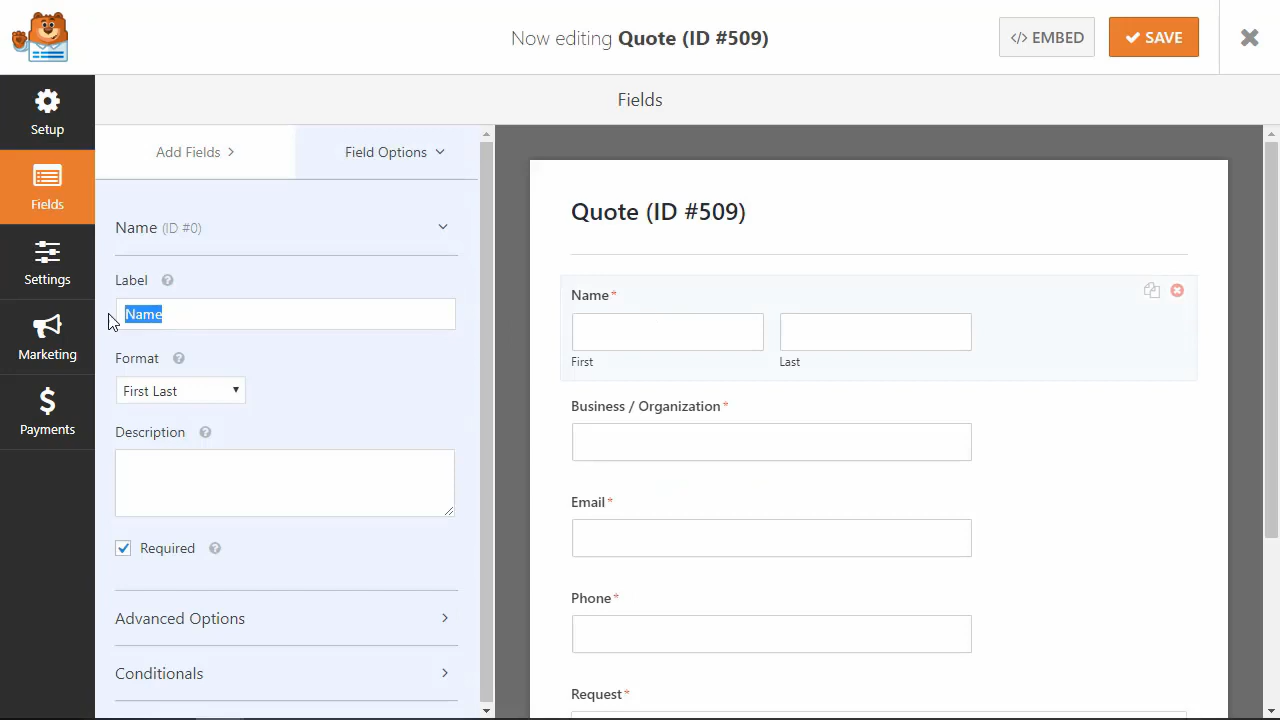 Now editing Quote (ID #509)
</> EMBED
SAVE
Setup
Fields
Settings
Marketing
Payments
Fields
Add Fields
Field Options
Name (ID #0)
Label
Name
Format
First Last
Description
Required
Advanced Options
Conditionals
Quote (ID #509)
Name*
First
Last
Business / Organization*
Email*
Phone*
Request*